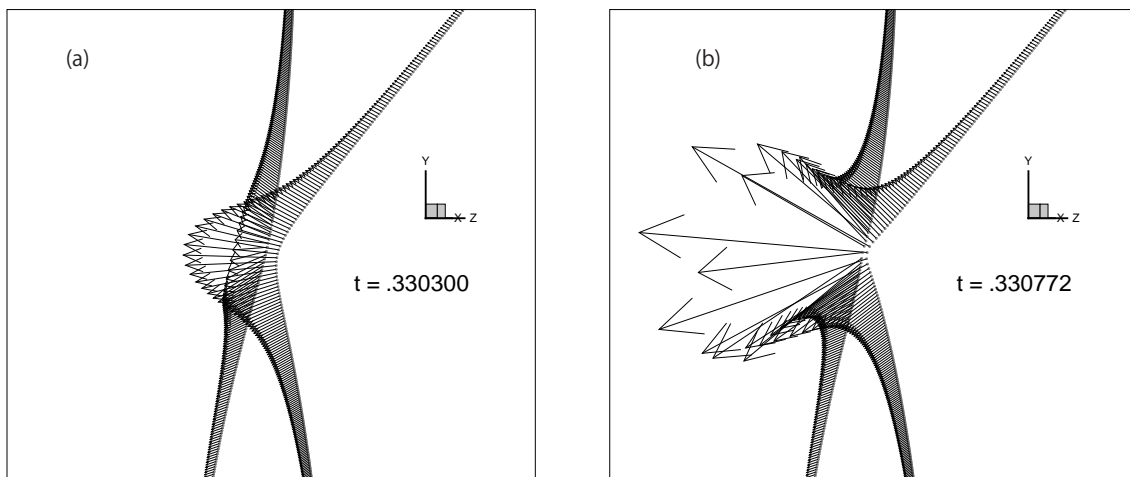 (a)
Y
X Z
t = .330300
(b)
Y
X Z
t = .330772